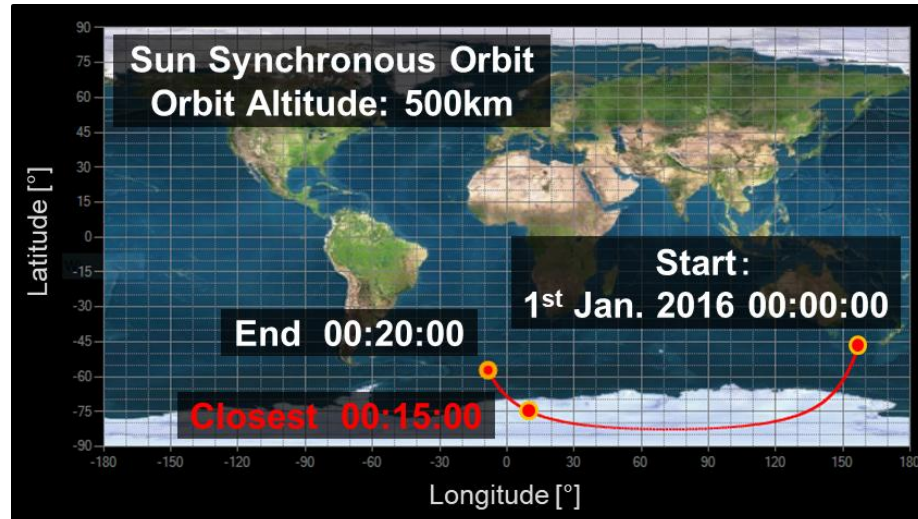 Sun Synchronous Orbit
Orbit Altitude: 500km
Start:
1st Jan. 2016 00:00:00
End 00:20:00
Closest 00:15:00
Latitude [°]
90
75
60
45
30
15
0
-15
-30
-45
-60
-75
-90
-180 -150 -120 -90 -60 -30 0 30 60 90 120 150 180
Longitude [°]